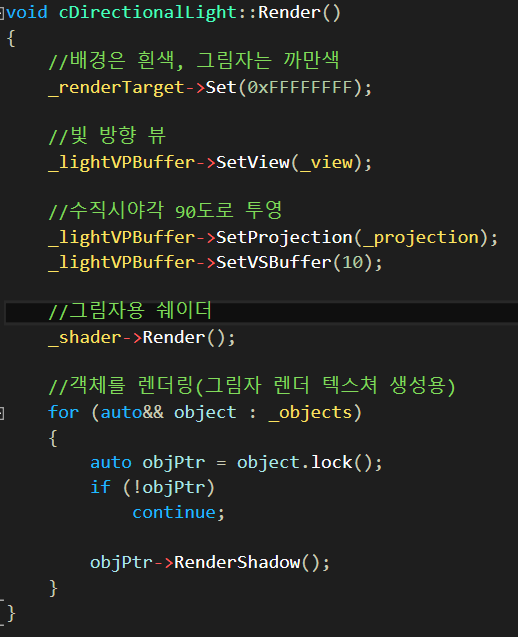 void cDirectionalLight::Render()
{
    //배경은 흰색, 그림자는 까만색
    _renderTarget->Set(0xFFFFFFFF);

    //빛 방향 뷰
    _lightVPBuffer->SetView(_view);

    //수직시야각 90도로 투영
    _lightVPBuffer->SetProjection(_projection);
    _lightVPBuffer->SetVSBuffer(10);

    //그림자용 쉐이더
    _shader->Render();

    //객체를 렌더링(그림자 렌더 텍스쳐 생성용)
    for (auto&& object : _objects)
    {
        auto objPtr = object.lock();
        if (!objPtr)
            continue;

        objPtr->RenderShadow();
    }
}